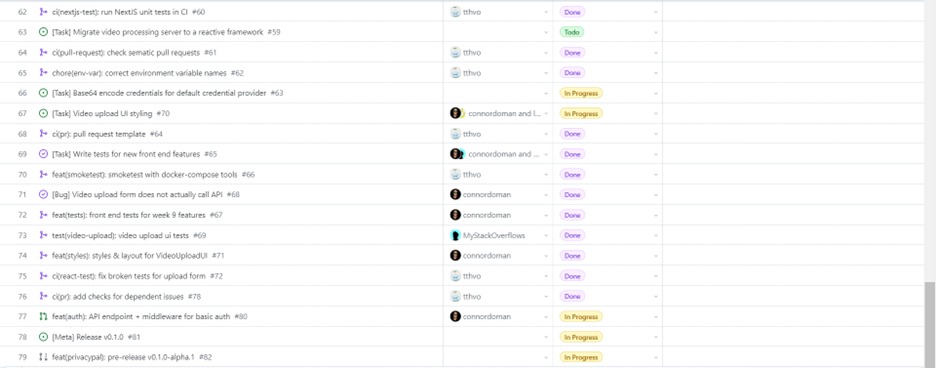 62 ci(nextjs-test): run NextJS unit tests in CI #60 tthvo Done
63 [Task] Migrate video processing server to a reactive framework #59 Todo
64 ci(pull-request): check sematic pull requests #61 tthvo Done
65 chore(env-var): correct environment variable names #62 tthvo Done
66 [Task] Base64 encode credentials for default credential provider #63 In Progress
67 [Task] Video upload UI styling #70 connordoman and l... In Progress
68 ci(pr): pull request template #64 tthvo Done
69 [Task] Write tests for new front end features #65 connordoman and ... Done
70 feat(smoketest): smoketest with docker-compose tools #66 tthvo Done
71 [Bug] Video upload form does not actually call API #68 connordoman Done
72 feat(tests): front end tests for week 9 features #67 connordoman Done
73 test(video-upload): video upload ui tests #69 MyStackOverflows Done
74 feat(styles): styles & layout for VideoUploadUI #71 connordoman Done
75 ci(react-test): fix broken tests for upload form #72 tthvo Done
76 ci(pr): add checks for dependent issues #78 tthvo Done
77 feat(auth): API endpoint + middleware for basic auth #80 connordoman In Progress
78 [Meta] Release v0.1.0 #81 In Progress
79 feat(privacypal): pre-release v0.1.0-alpha.1 #82 In Progress